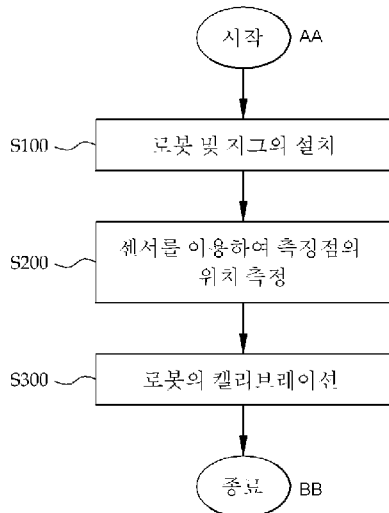 시작 AA
S100 로봇 및 지그의 설치
S200 센서를 이용하여 측정점의
위치 측정
S300 로봇의 캘리브레이션
종료 BB